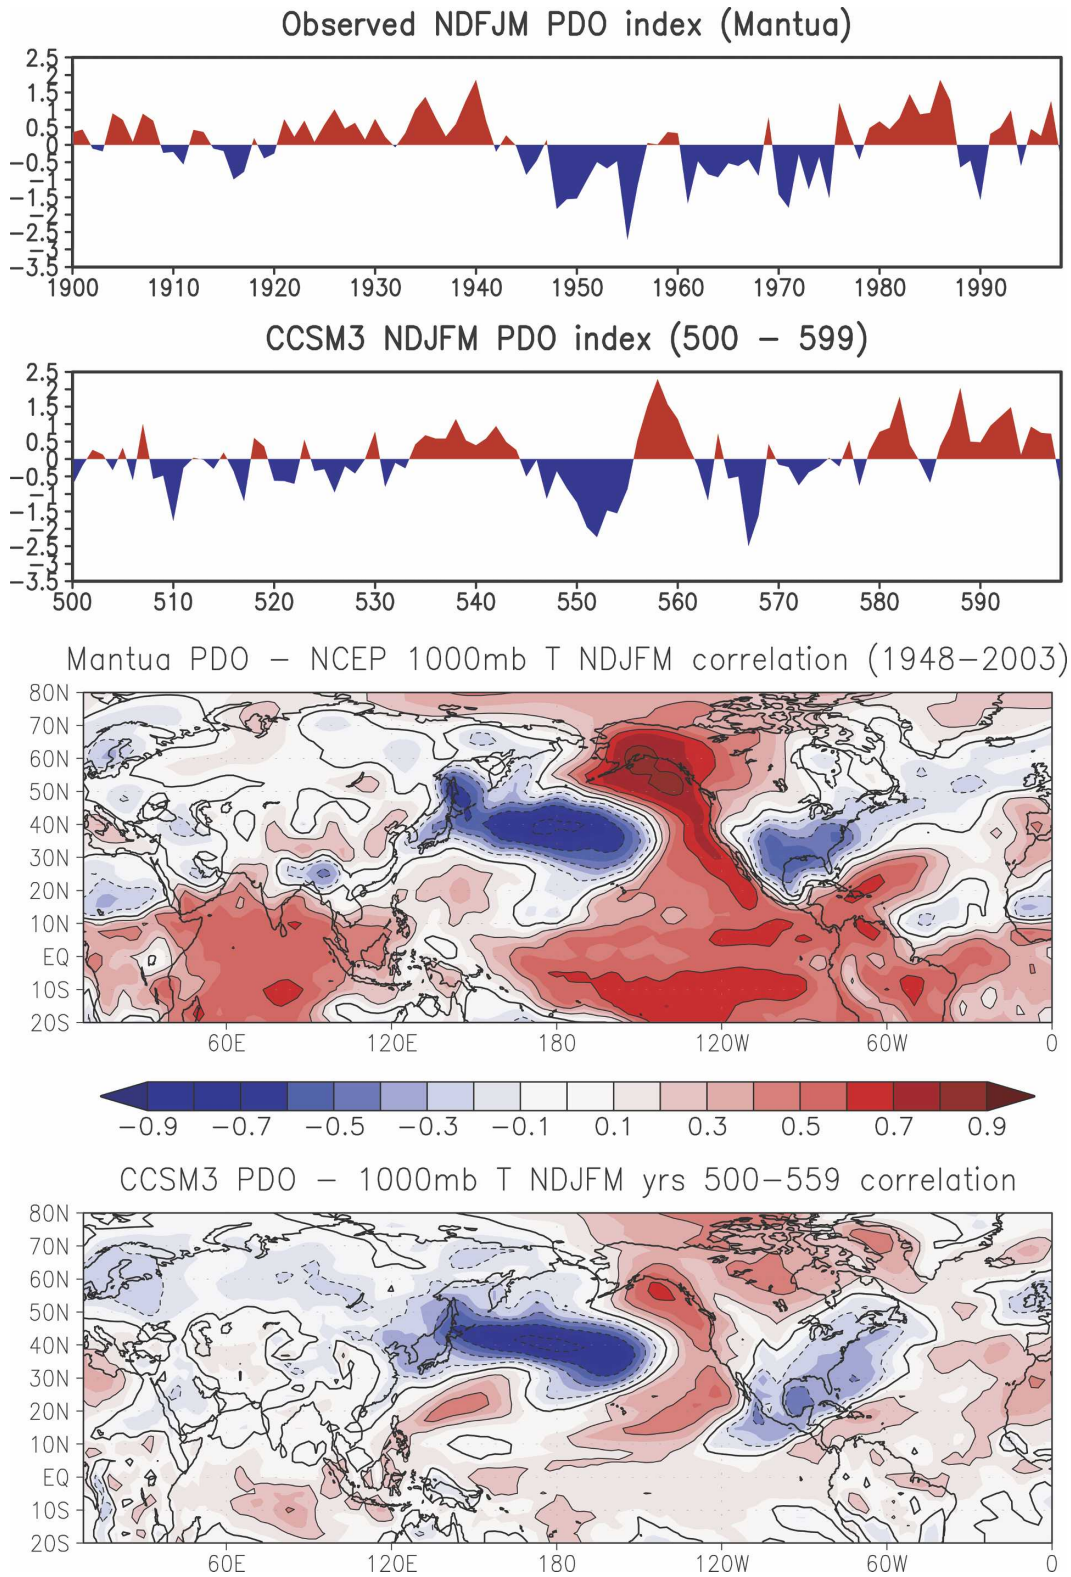 Observed NDFJM PDO index (Mantua)
2.5
2
1.5
1
0.5
0
−0.5
−1
−1.5
−2
−2.5
−3
−3.5
1900 1910 1920 1930 1940 1950 1960 1970 1980 1990
CCSM3 NDJFM PDO index (500 − 599)
2.5
2
1.5
1
0.5
0
−0.5
−1
−1.5
−2
−2.5
−3
−3.5
500 510 520 530 540 550 560 570 580 590
Mantua PDO − NCEP 1000mb T NDJFM correlation (1948−2003)
80N
70N
60N
50N
40N
30N
20N
10N
EQ
10S
20S
60E 120E 180 120W 60W 0
−0.9 −0.7 −0.5 −0.3 −0.1 0.1 0.3 0.5 0.7 0.9
CCSM3 PDO − 1000mb T NDJFM yrs 500−559 correlation
80N
70N
60N
50N
40N
30N
20N
10N
EQ
10S
20S
60E 120E 180 120W 60W 0